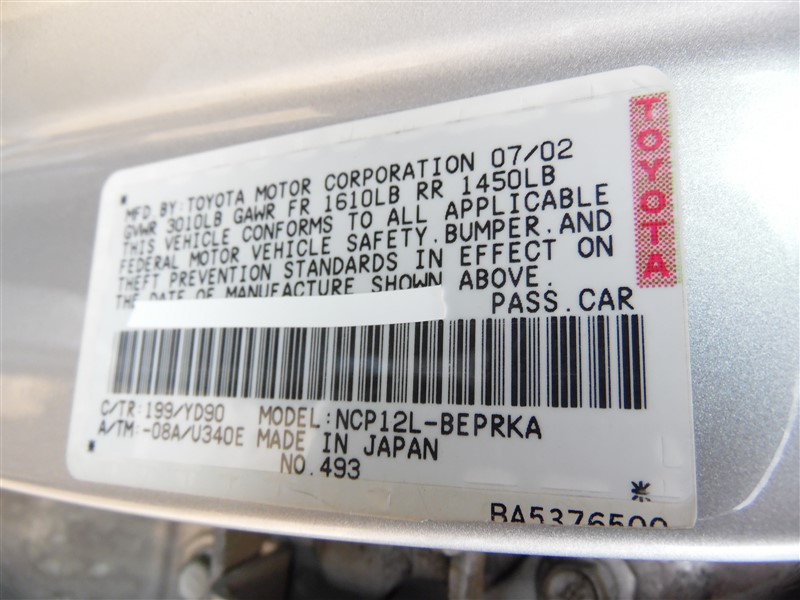 MFD.BY:TOYOTA MOTOR CORPORATION 07/02
GVWR 3010LB GAWR FR 1610LB RR 1450LB
THIS VEHICLE CONFORMS TO ALL APPLICABLE
FEDERAL MOTOR VEHICLE SAFETY,BUMPER,AND
THEFT PREVENTION STANDARDS IN EFFECT ON
THE DATE OF MANUFACTURE SHOWN ABOVE.
PASS.CAR
C/TR:199/YD90 MODEL:NCP12L-BEPRKA
A/TM:-08A/U340E MADE IN JAPAN
NO.493
TOYOTA